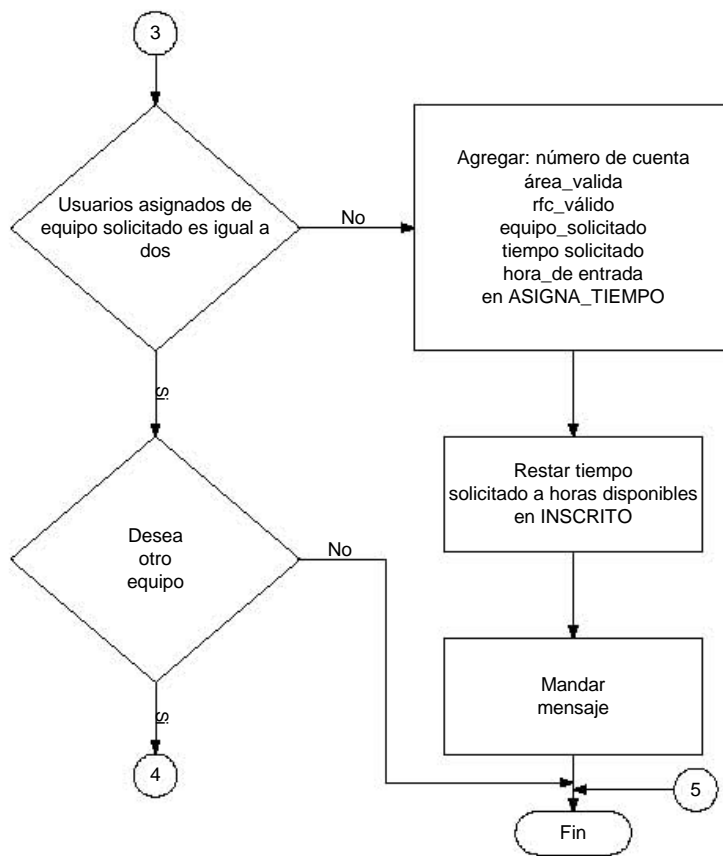 3
Usuarios asignados de
equipo solicitado es igual a
dos
No
Agregar: número de cuenta
área_valida
rfc_válido
equipo_solicitado
tiempo solicitado
hora_de entrada
en ASIGNA_TIEMPO
Si
Restar tiempo
solicitado a horas disponibles
en INSCRITO
Desea
otro
equipo
No
Mandar
mensaje
Si
4
5
Fin